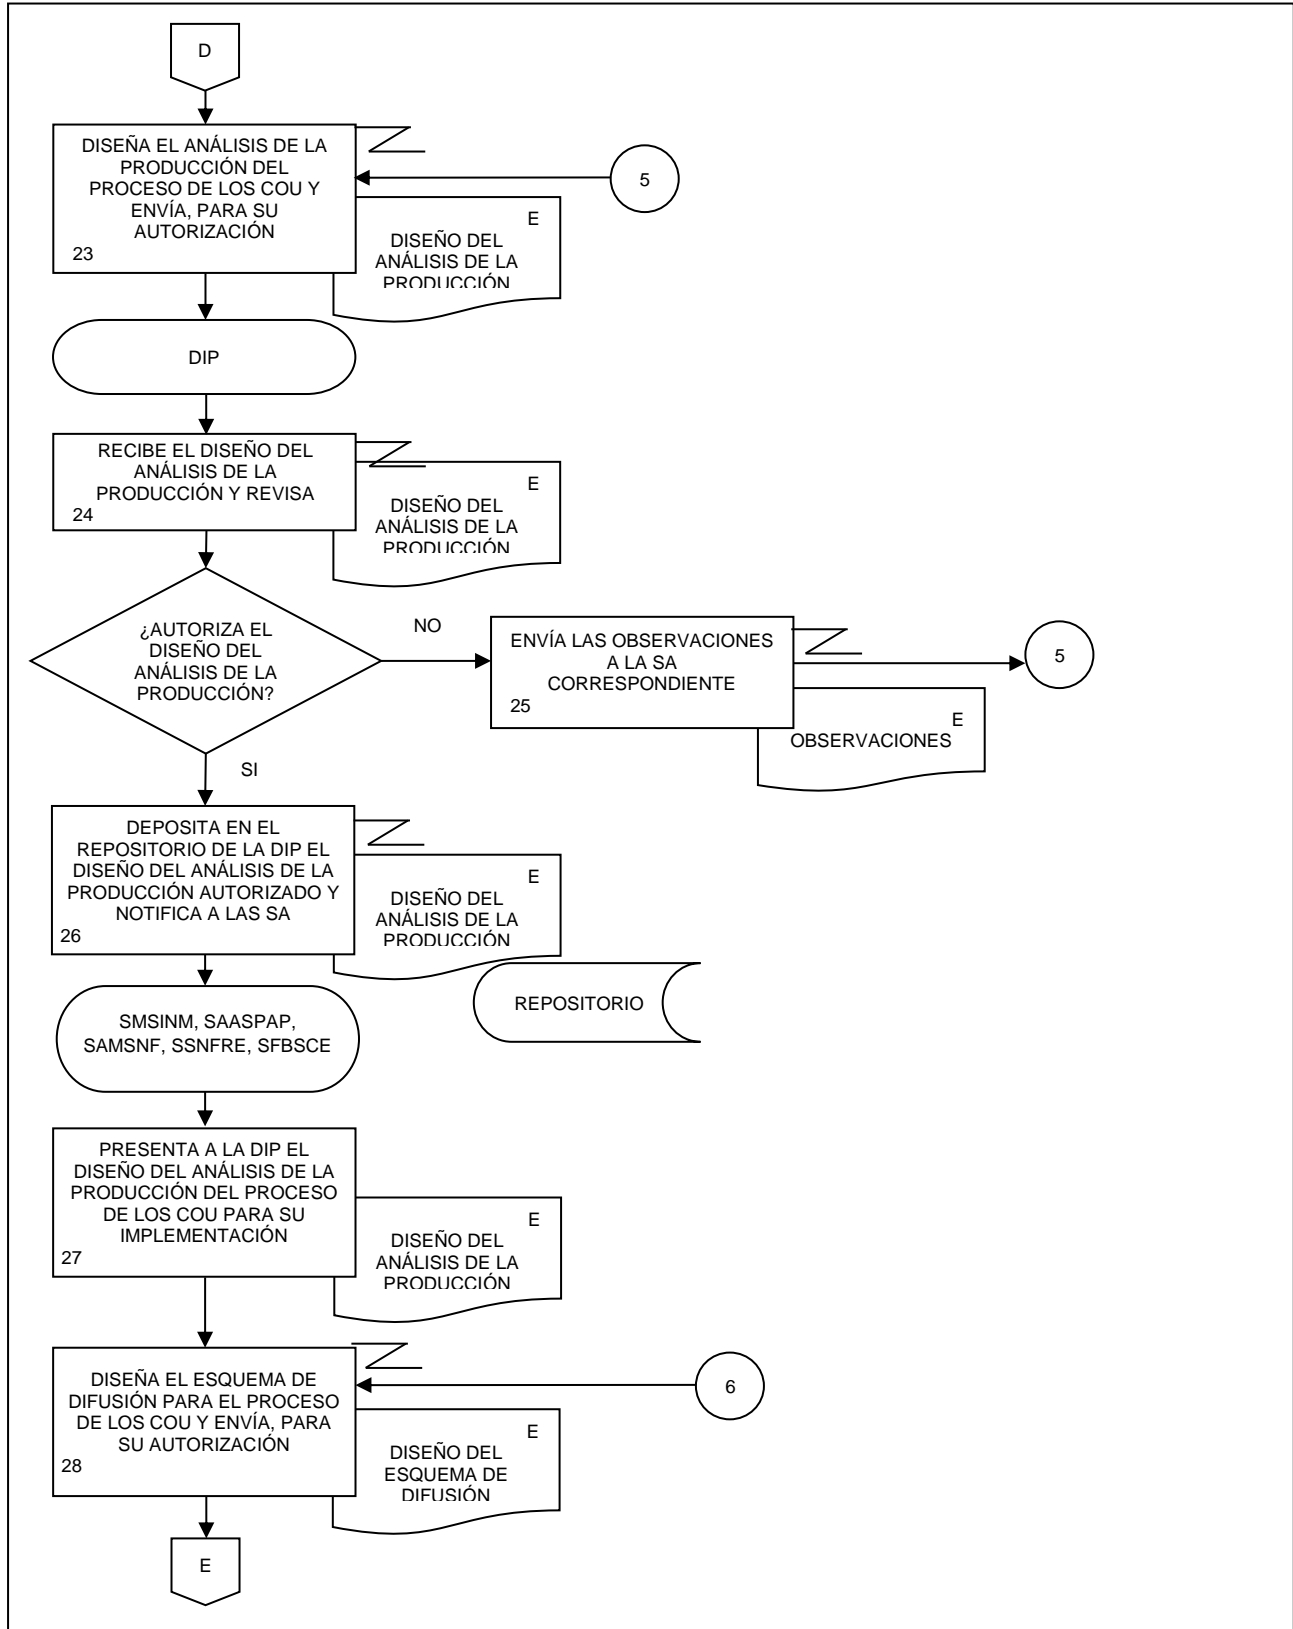 D
DISEÑA EL ANÁLISIS DE LA
PRODUCCIÓN DEL
PROCESO DE LOS COU Y
ENVÍA, PARA SU
AUTORIZACIÓN
23
5
E
DISEÑO DEL
ANÁLISIS DE LA
PRODUCCIÓN
DIP
RECIBE EL DISEÑO DEL
ANÁLISIS DE LA
PRODUCCIÓN Y REVISA
24
E
DISEÑO DEL
ANÁLISIS DE LA
PRODUCCIÓN
¿AUTORIZA EL
DISEÑO DEL
ANÁLISIS DE LA
PRODUCCIÓN?
NO
ENVÍA LAS OBSERVACIONES
A LA SA
CORRESPONDIENTE
25
5
E
OBSERVACIONES
SI
DEPOSITA EN EL
REPOSITORIO DE LA DIP EL
DISEÑO DEL ANÁLISIS DE LA
PRODUCCIÓN AUTORIZADO Y
NOTIFICA A LAS SA
26
E
DISEÑO DEL
ANÁLISIS DE LA
PRODUCCIÓN
REPOSITORIO
SMSINM, SAASPAP,
SAMSNF, SSNFRE, SFBSCE
PRESENTA A LA DIP EL
DISEÑO DEL ANÁLISIS DE LA
PRODUCCIÓN DEL PROCESO
DE LOS COU PARA SU
IMPLEMENTACIÓN
27
E
DISEÑO DEL
ANÁLISIS DE LA
PRODUCCIÓN
DISEÑA EL ESQUEMA DE
DIFUSIÓN PARA EL PROCESO
DE LOS COU Y ENVÍA, PARA
SU AUTORIZACIÓN
28
6
E
DISEÑO DEL
ESQUEMA DE
DIFUSIÓN
E